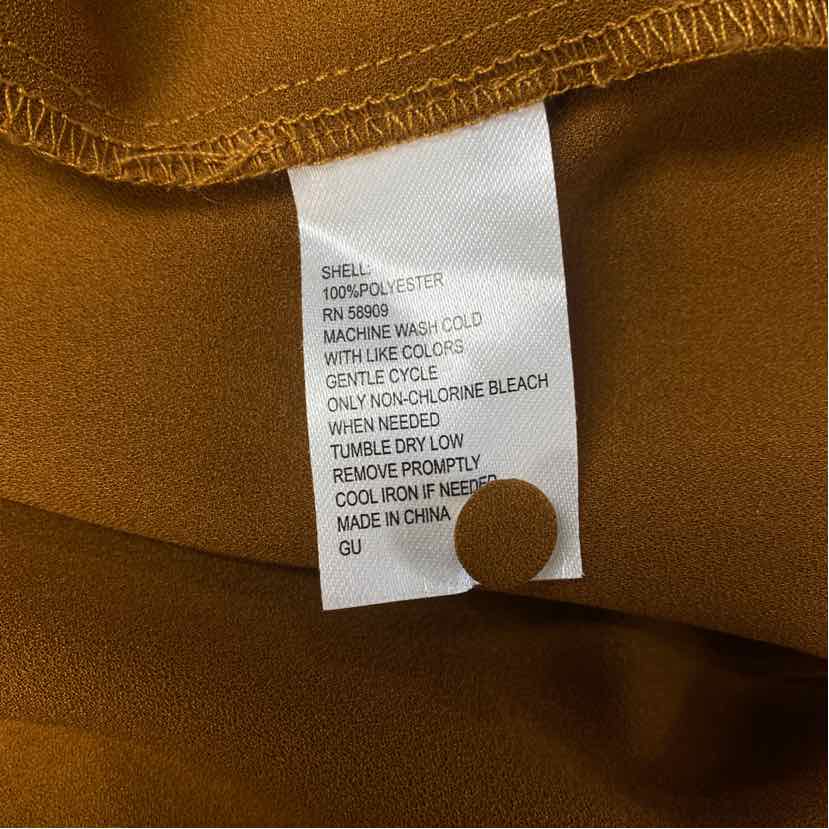 SHELL:
100%POLYESTER
RN 58909
MACHINE WASH COLD
WITH LIKE COLORS
GENTLE CYCLE
ONLY NON-CHLORINE BLEACH
WHEN NEEDED
TUMBLE DRY LOW
REMOVE PROMPTLY
COOL IRON IF NEEDED
MADE IN CHINA
GU